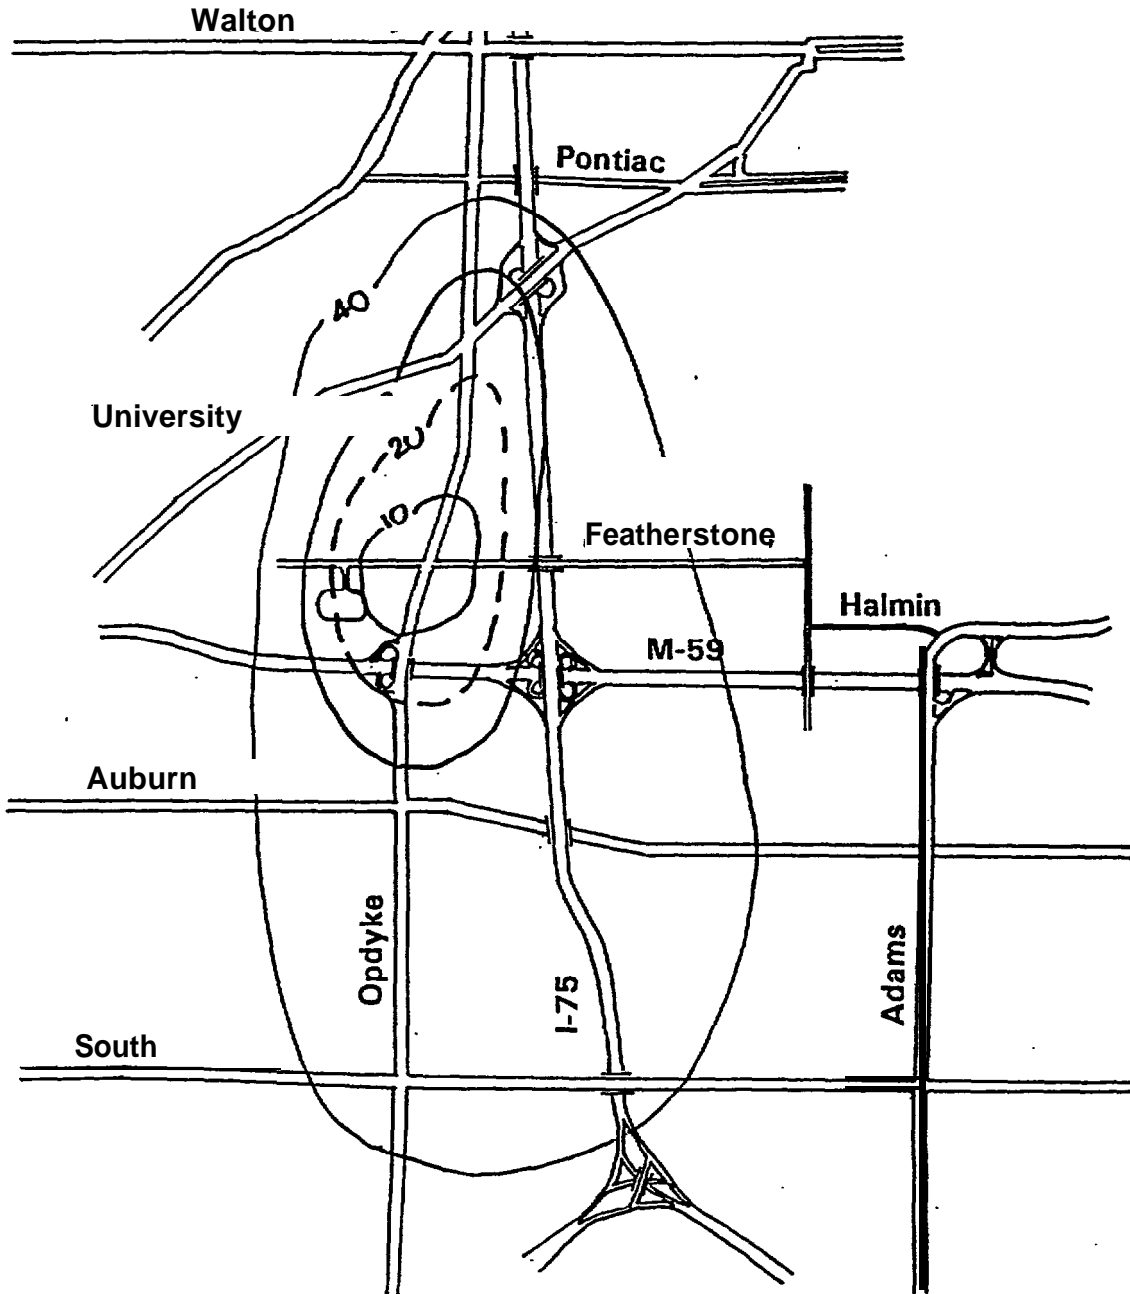 Walton
Pontiac
40
University
20
10
Featherstone
Halmin
M-59
Auburn
Opdyke
I-75
Adams
South